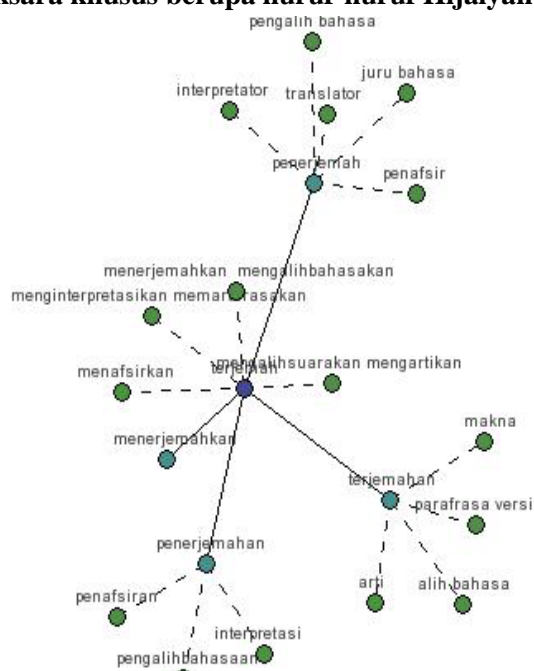 ksara khusus berupa huruf-huruf Hijaiyah
pengalih bahasa
juru bahasa
interpretator
translator
penerjemah
penafsir
menerjemahkan mengalihbahasakan
menginterpretasikan memarafrasakan
mengalihsuarakan mengartikan
terjemah
menafsirkan
menerjemahkan
makna
terjemahan
parafrasa versi
penerjemahan
arti
alih bahasa
penafsiran
interpretasi
pengalihbahasaan